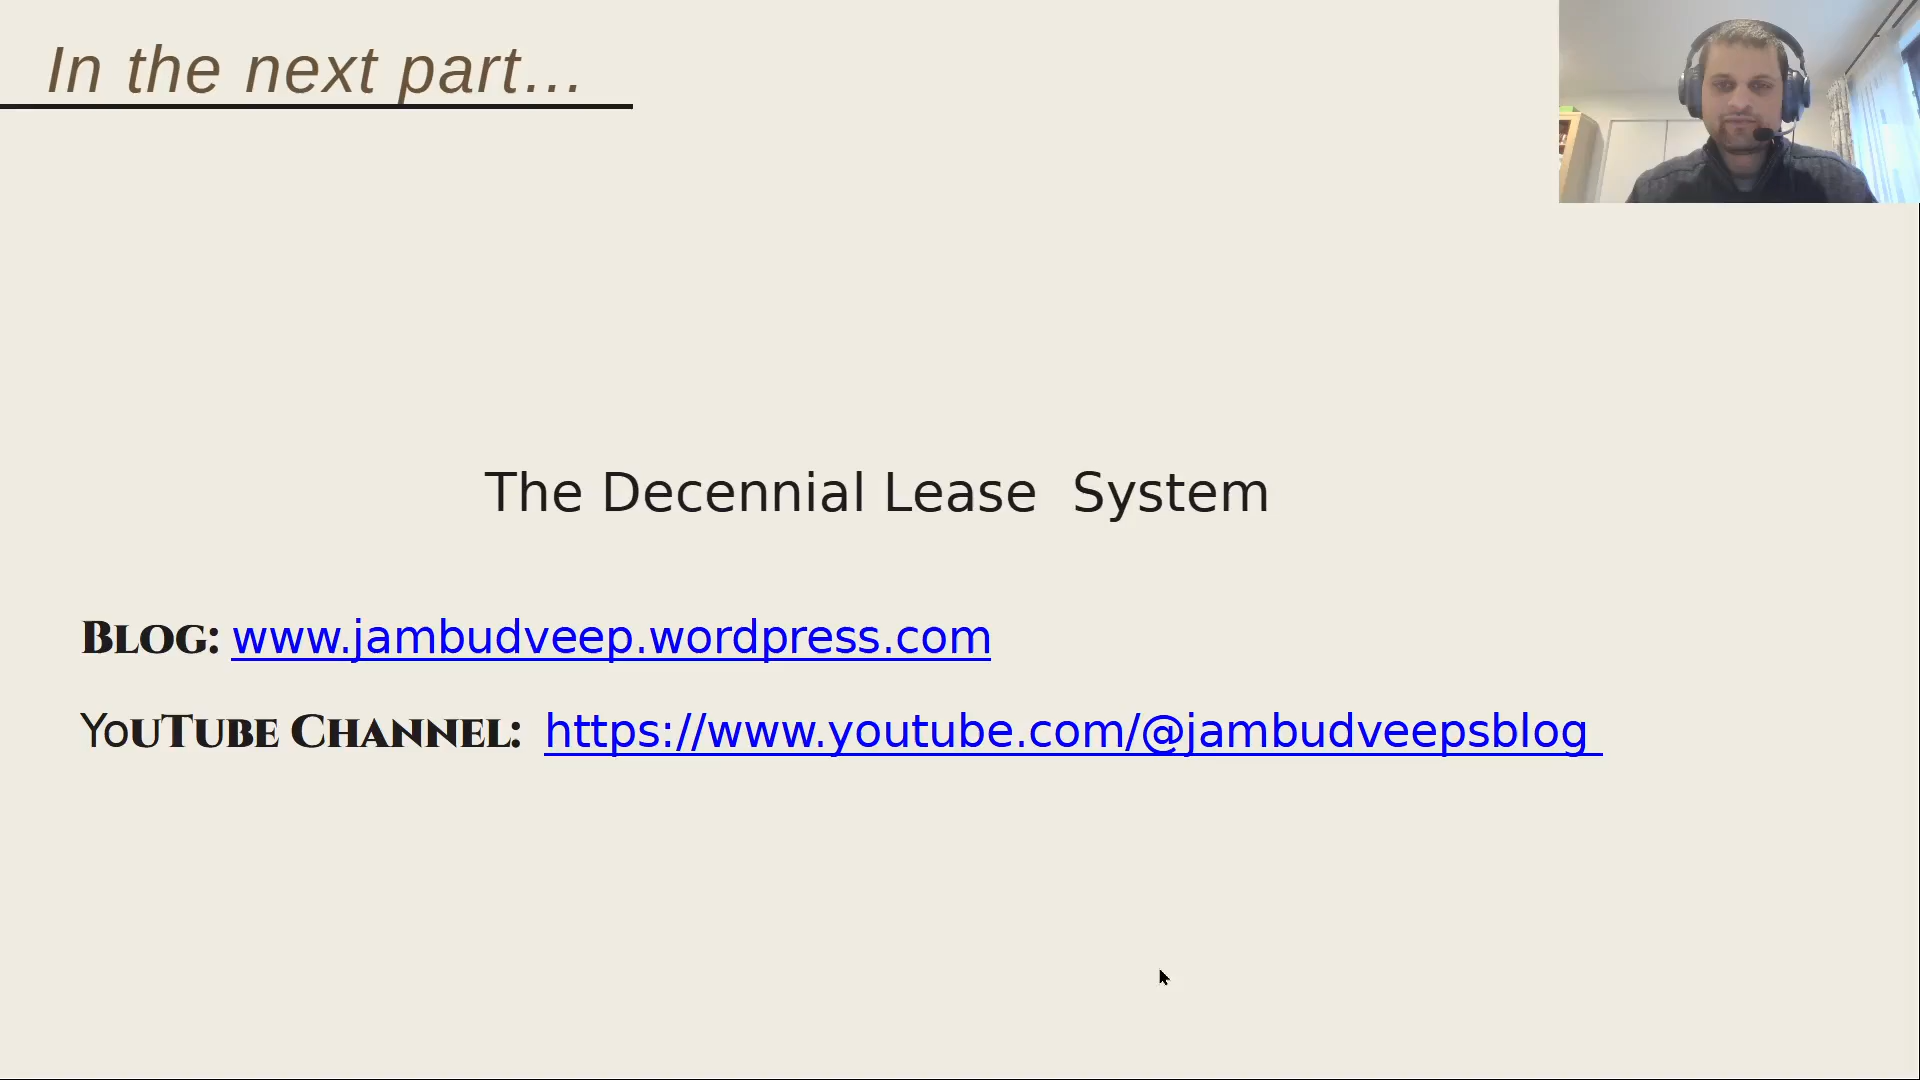 In the next part...
The Decennial Lease  System
Blog: www.jambudveep.wordpress.com
YouTube Channel:  https://www.youtube.com/@jambudveepsblog